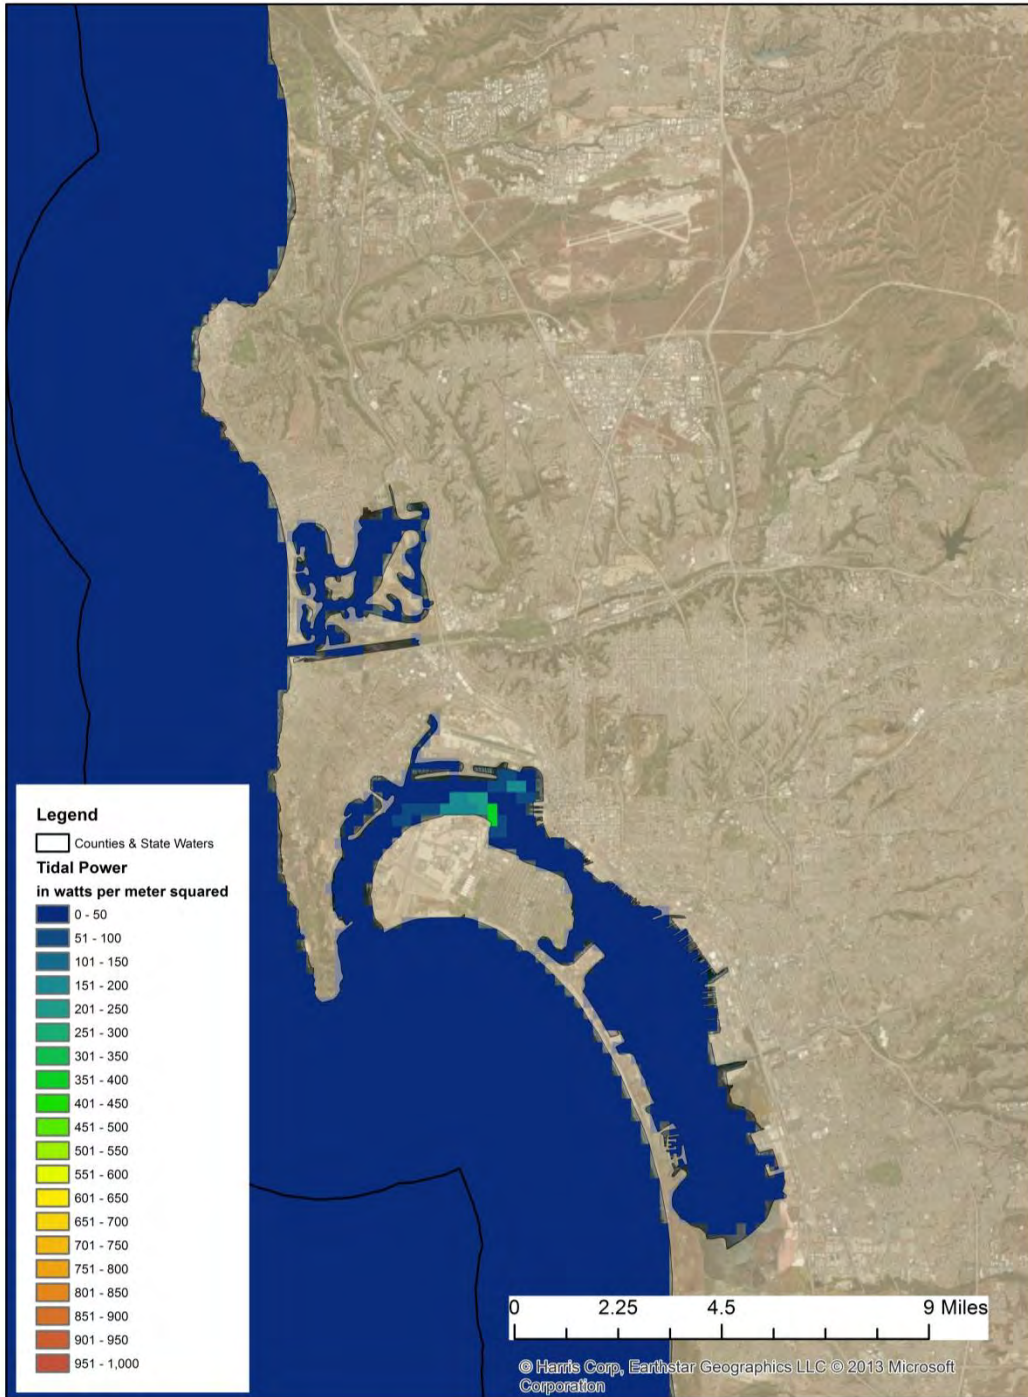 Legend
Counties & State Waters
Tidal Power
in watts per meter squared
0 - 50
51 - 100
101 - 150
151 - 200
201 - 250
251 - 300
301 - 350
351 - 400
401 - 450
451 - 500
501 - 550
551 - 600
601 - 650
651 - 700
701 - 750
751 - 800
801 - 850
851 - 900
901 - 950
951 - 1,000
0 2.25 4.5 9 Miles
© Harris Corp, Earthstar Geographics LLC © 2013 Microsoft
Corporation